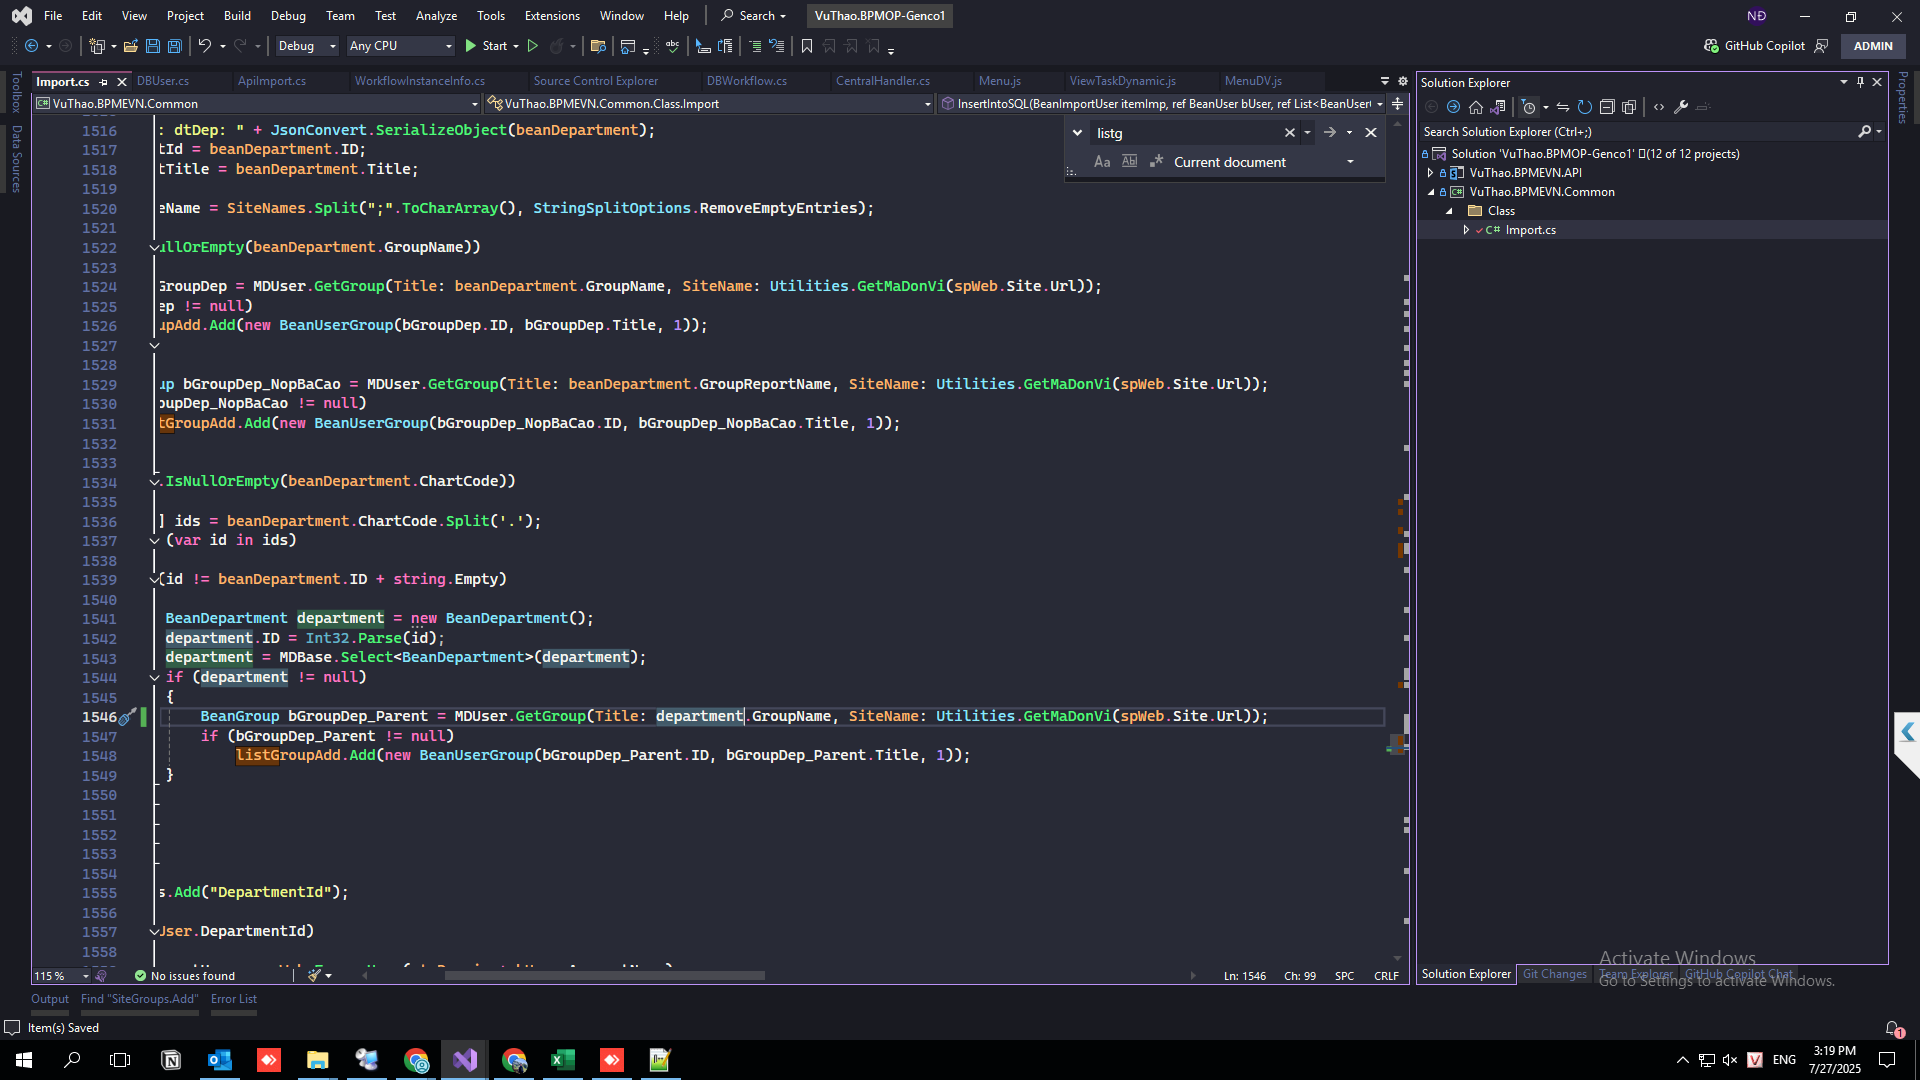 File Edit View Project Build Debug Team Test Analyze Tools Extensions Window Help Search VuThao.BPMOP-Genco1 NĐ
Debug Any CPU Start GitHub Copilot ADMIN
Import.cs DBUser.cs ApiImport.cs WorkflowInstanceInfo.cs Source Control Explorer DBWorkflow.cs CentralHandler.cs Menu.js ViewTaskDynamic.js MenuDV.js
VuThao.BPMEVN.Common VuThao.BPMEVN.Common.Class.Import InsertIntoSQL(BeanImportUser itemImp, ref BeanUser bUser, ref List<BeanUser
Toolbox
Data Sources
listg
Aa Current document
1516 : dtDep: " + JsonConvert.SerializeObject(beanDepartment);
1517 tId = beanDepartment.ID;
1518 tTitle = beanDepartment.Title;
1519
1520 eName = SiteNames.Split(";".ToCharArray(), StringSplitOptions.RemoveEmptyEntries);
1521
1522 ullOrEmpty(beanDepartment.GroupName))
1523
1524 GroupDep = MDUser.GetGroup(Title: beanDepartment.GroupName, SiteName: Utilities.GetMaDonVi(spWeb.Site.Url));
1525 ep != null)
1526 upAdd.Add(new BeanUserGroup(bGroupDep.ID, bGroupDep.Title, 1));
1527
1528
1529 up bGroupDep_NopBaCao = MDUser.GetGroup(Title: beanDepartment.GroupReportName, SiteName: Utilities.GetMaDonVi(spWeb.Site.Url));
1530 oupDep_NopBaCao != null)
1531 tGroupAdd.Add(new BeanUserGroup(bGroupDep_NopBaCao.ID, bGroupDep_NopBaCao.Title, 1));
1532
1533
1534 .IsNullOrEmpty(beanDepartment.ChartCode))
1535
1536 ] ids = beanDepartment.ChartCode.Split('.');
1537 (var id in ids)
1538
1539 (id != beanDepartment.ID + string.Empty)
1540
1541 BeanDepartment department = new BeanDepartment();
1542 department.ID = Int32.Parse(id);
1543 department = MDBase.Select<BeanDepartment>(department);
1544 if (department != null)
1545 {
1546 BeanGroup bGroupDep_Parent = MDUser.GetGroup(Title: department.GroupName, SiteName: Utilities.GetMaDonVi(spWeb.Site.Url));
1547 if (bGroupDep_Parent != null)
1548 listGroupAdd.Add(new BeanUserGroup(bGroupDep_Parent.ID, bGroupDep_Parent.Title, 1));
1549 }
1550
1551
1552
1553
1554
1555 s.Add("DepartmentId");
1556
1557 User.DepartmentId)
1558
115 % No issues found Ln: 1546 Ch: 99 SPC CRLF
Solution Explorer
Search Solution Explorer (Ctrl+;)
Solution 'VuThao.BPMOP-Genco1' (12 of 12 projects)
VuThao.BPMEVN.API
VuThao.BPMEVN.Common
Class
C# Import.cs
Properties
Solution Explorer Git Changes Team Explorer GitHub Copilot Chat
Activate Windows
Go to Settings to activate Windows.
Output Find "SiteGroups.Add" Error List
Item(s) Saved
1
ENG 3:19 PM
7/27/2025